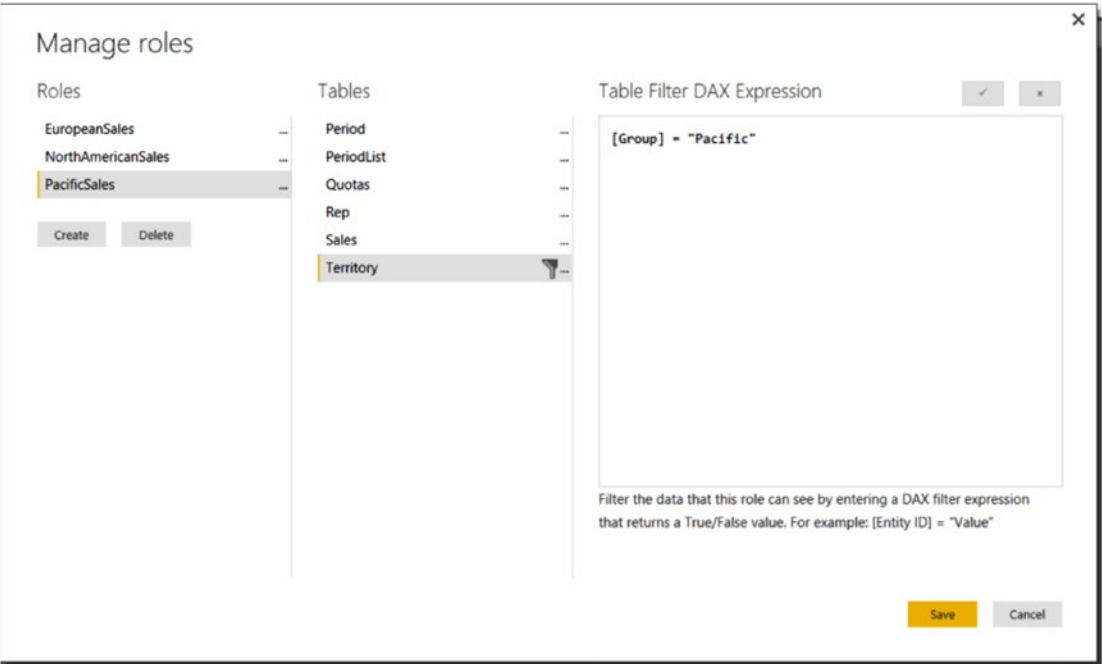 Manage roles
Roles
EuropeanSales ...
NorthAmericanSales ...
PacificSales ...
Create Delete
Tables
Period ...
PeriodList ...
Quotas ...
Rep ...
Sales ...
Territory ...
Table Filter DAX Expression
[Group] = "Pacific"
Filter the data that this role can see by entering a DAX filter expression
that returns a True/False value. For example: [Entity ID] = "Value"
Save Cancel